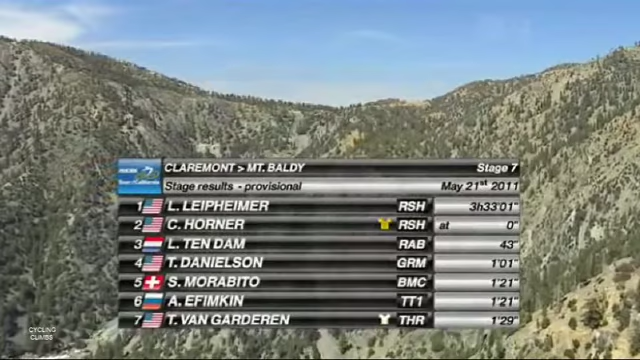 CLAREMONT > MT. BALDY Stage 7
Stage results - provisional May 21st 2011
1 L. LEIPHEIMER RSH 3h33'01"
2 C. HORNER RSH at 0"
3 L. TEN DAM RAB 43"
4 T. DANIELSON GRM 1'01"
5 S. MORABITO BMC 1'21"
6 A. EFIMKIN TT1 1'21"
7 T. VAN GARDEREN THR 1'29"
CYCLING
CLIMBS